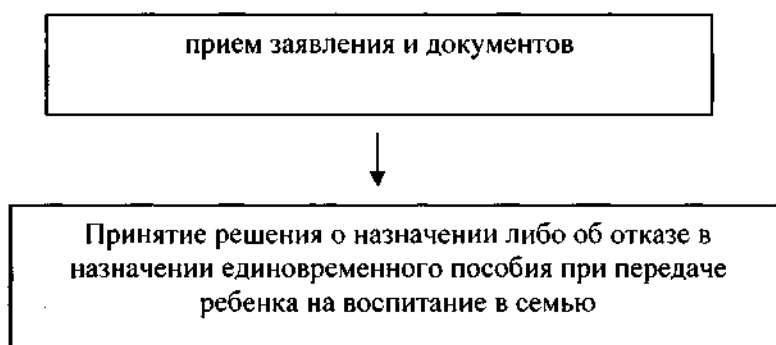 прием заявления и документов
Принятие решения о назначении либо об отказе в
назначении единовременного пособия при передаче
ребенка на воспитание в семью